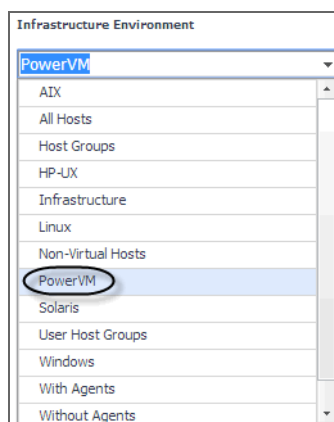 Infrastructure Environment
PowerVM
AIX
All Hosts
Host Groups
HP-UX
Infrastructure
Linux
Non-Virtual Hosts
PowerVM
Solaris
User Host Groups
Windows
With Agents
Without Agents